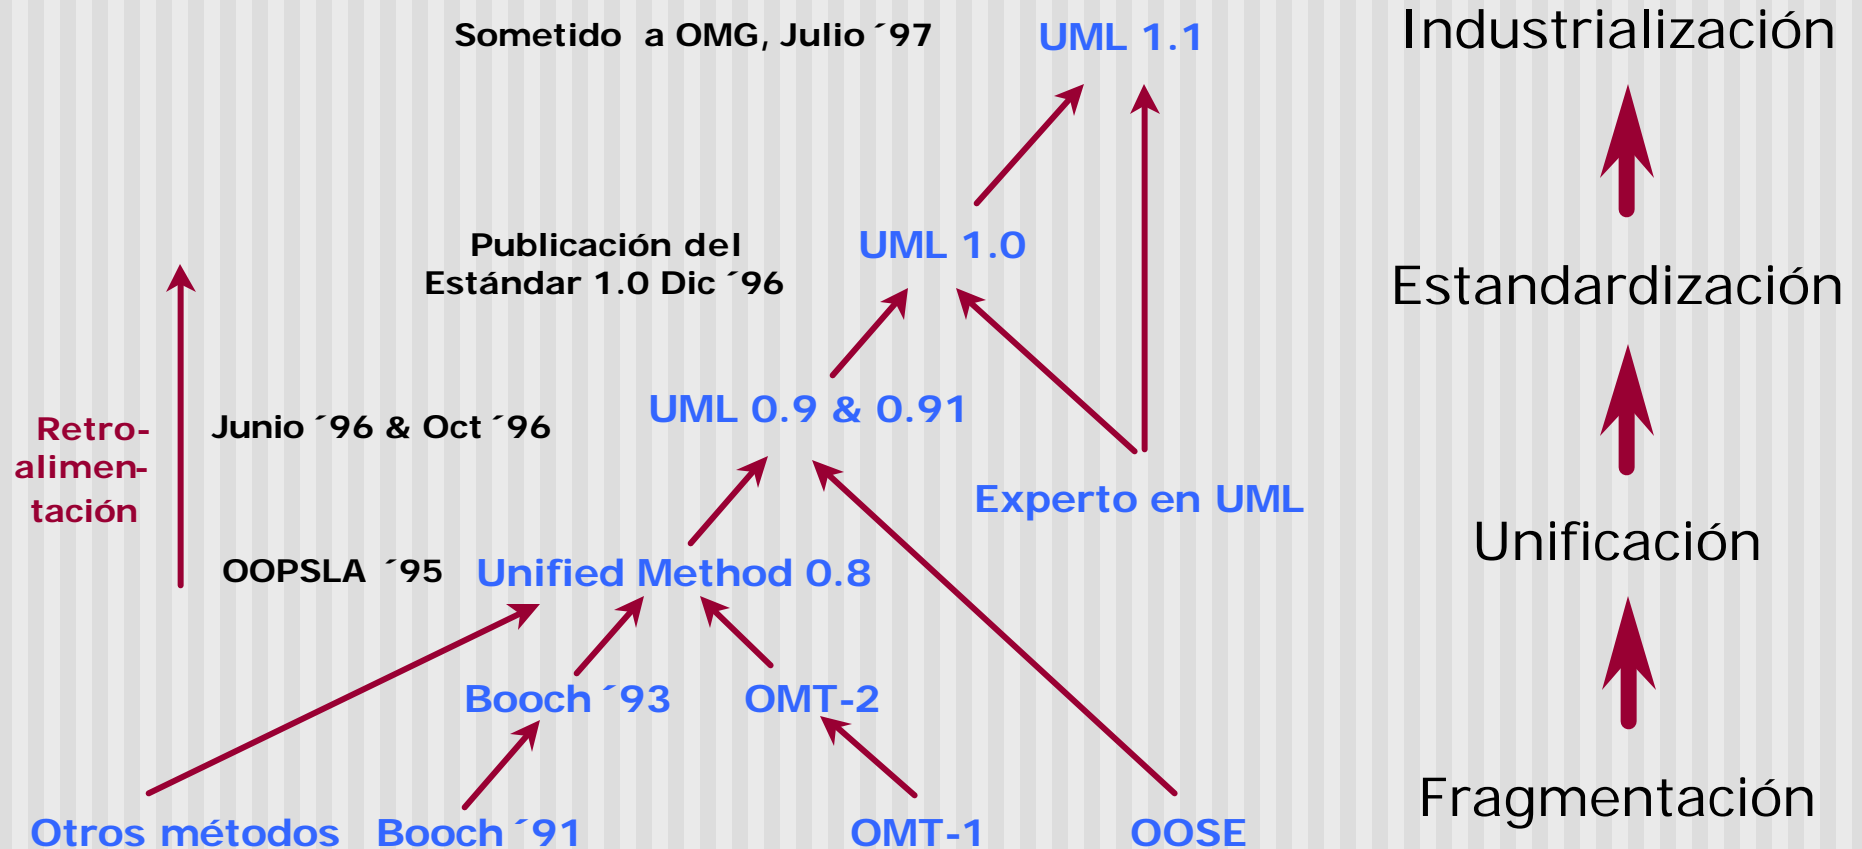 Sometido a OMG, Julio ´97
UML 1.1
Industrialización
Publicación del
Estándar 1.0 Dic ´96
UML 1.0
Estandardización
Retro-
alimen-
tación
Junio ´96 & Oct ´96
UML 0.9 & 0.91
Experto en UML
Unificación
OOPSLA ´95
Unified Method 0.8
Booch ´93
OMT-2
Fragmentación
Otros métodos
Booch ´91
OMT-1
OOSE